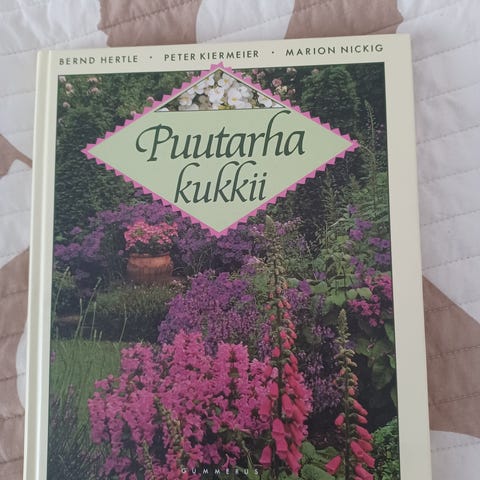 BERND HERTLE · PETER KIERMEIER · MARION NICKIG
Puutarha
kukkii
GUMMERUS